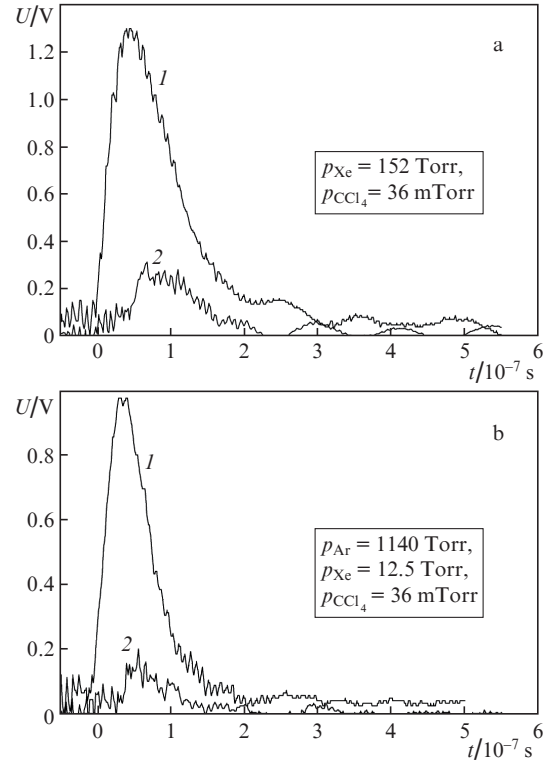 U/V
a
1.2
1
1.0
0.8
p_Xe = 152 Torr,
p_CCl4 = 36 mTorr
0.6
0.4
2
0.2
0
0 1 2 3 4 5 6
t/10⁻⁷ s
U/V
b
1
0.8
0.6
p_Ar = 1140 Torr,
p_Xe = 12.5 Torr,
p_CCl4 = 36 mTorr
0.4
2
0.2
0
0 1 2 3 4 5 6
t/10⁻⁷ s